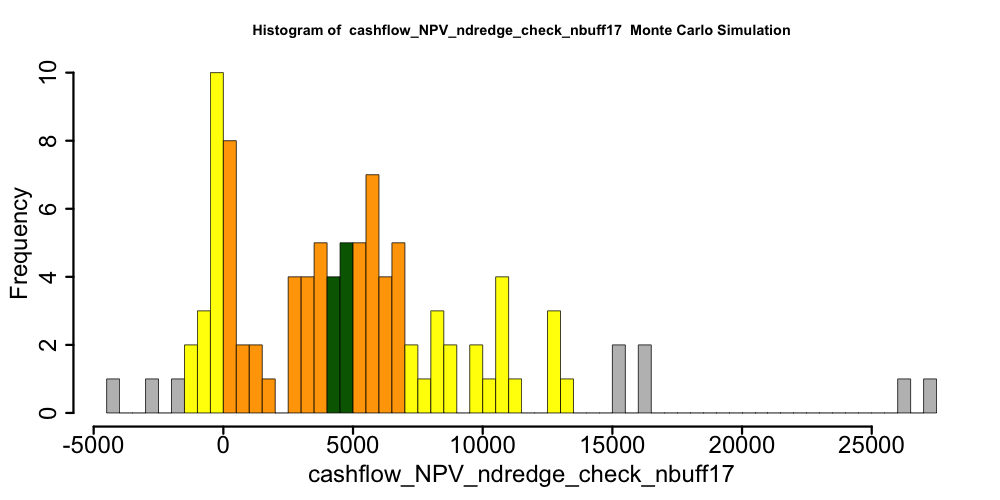 Histogram of  cashflow_NPV_ndredge_check_nbuff17  Monte Carlo Simulation
Frequency
10
8
6
4
2
0
-5000 0 5000 10000 15000 20000 25000
cashflow_NPV_ndredge_check_nbuff17